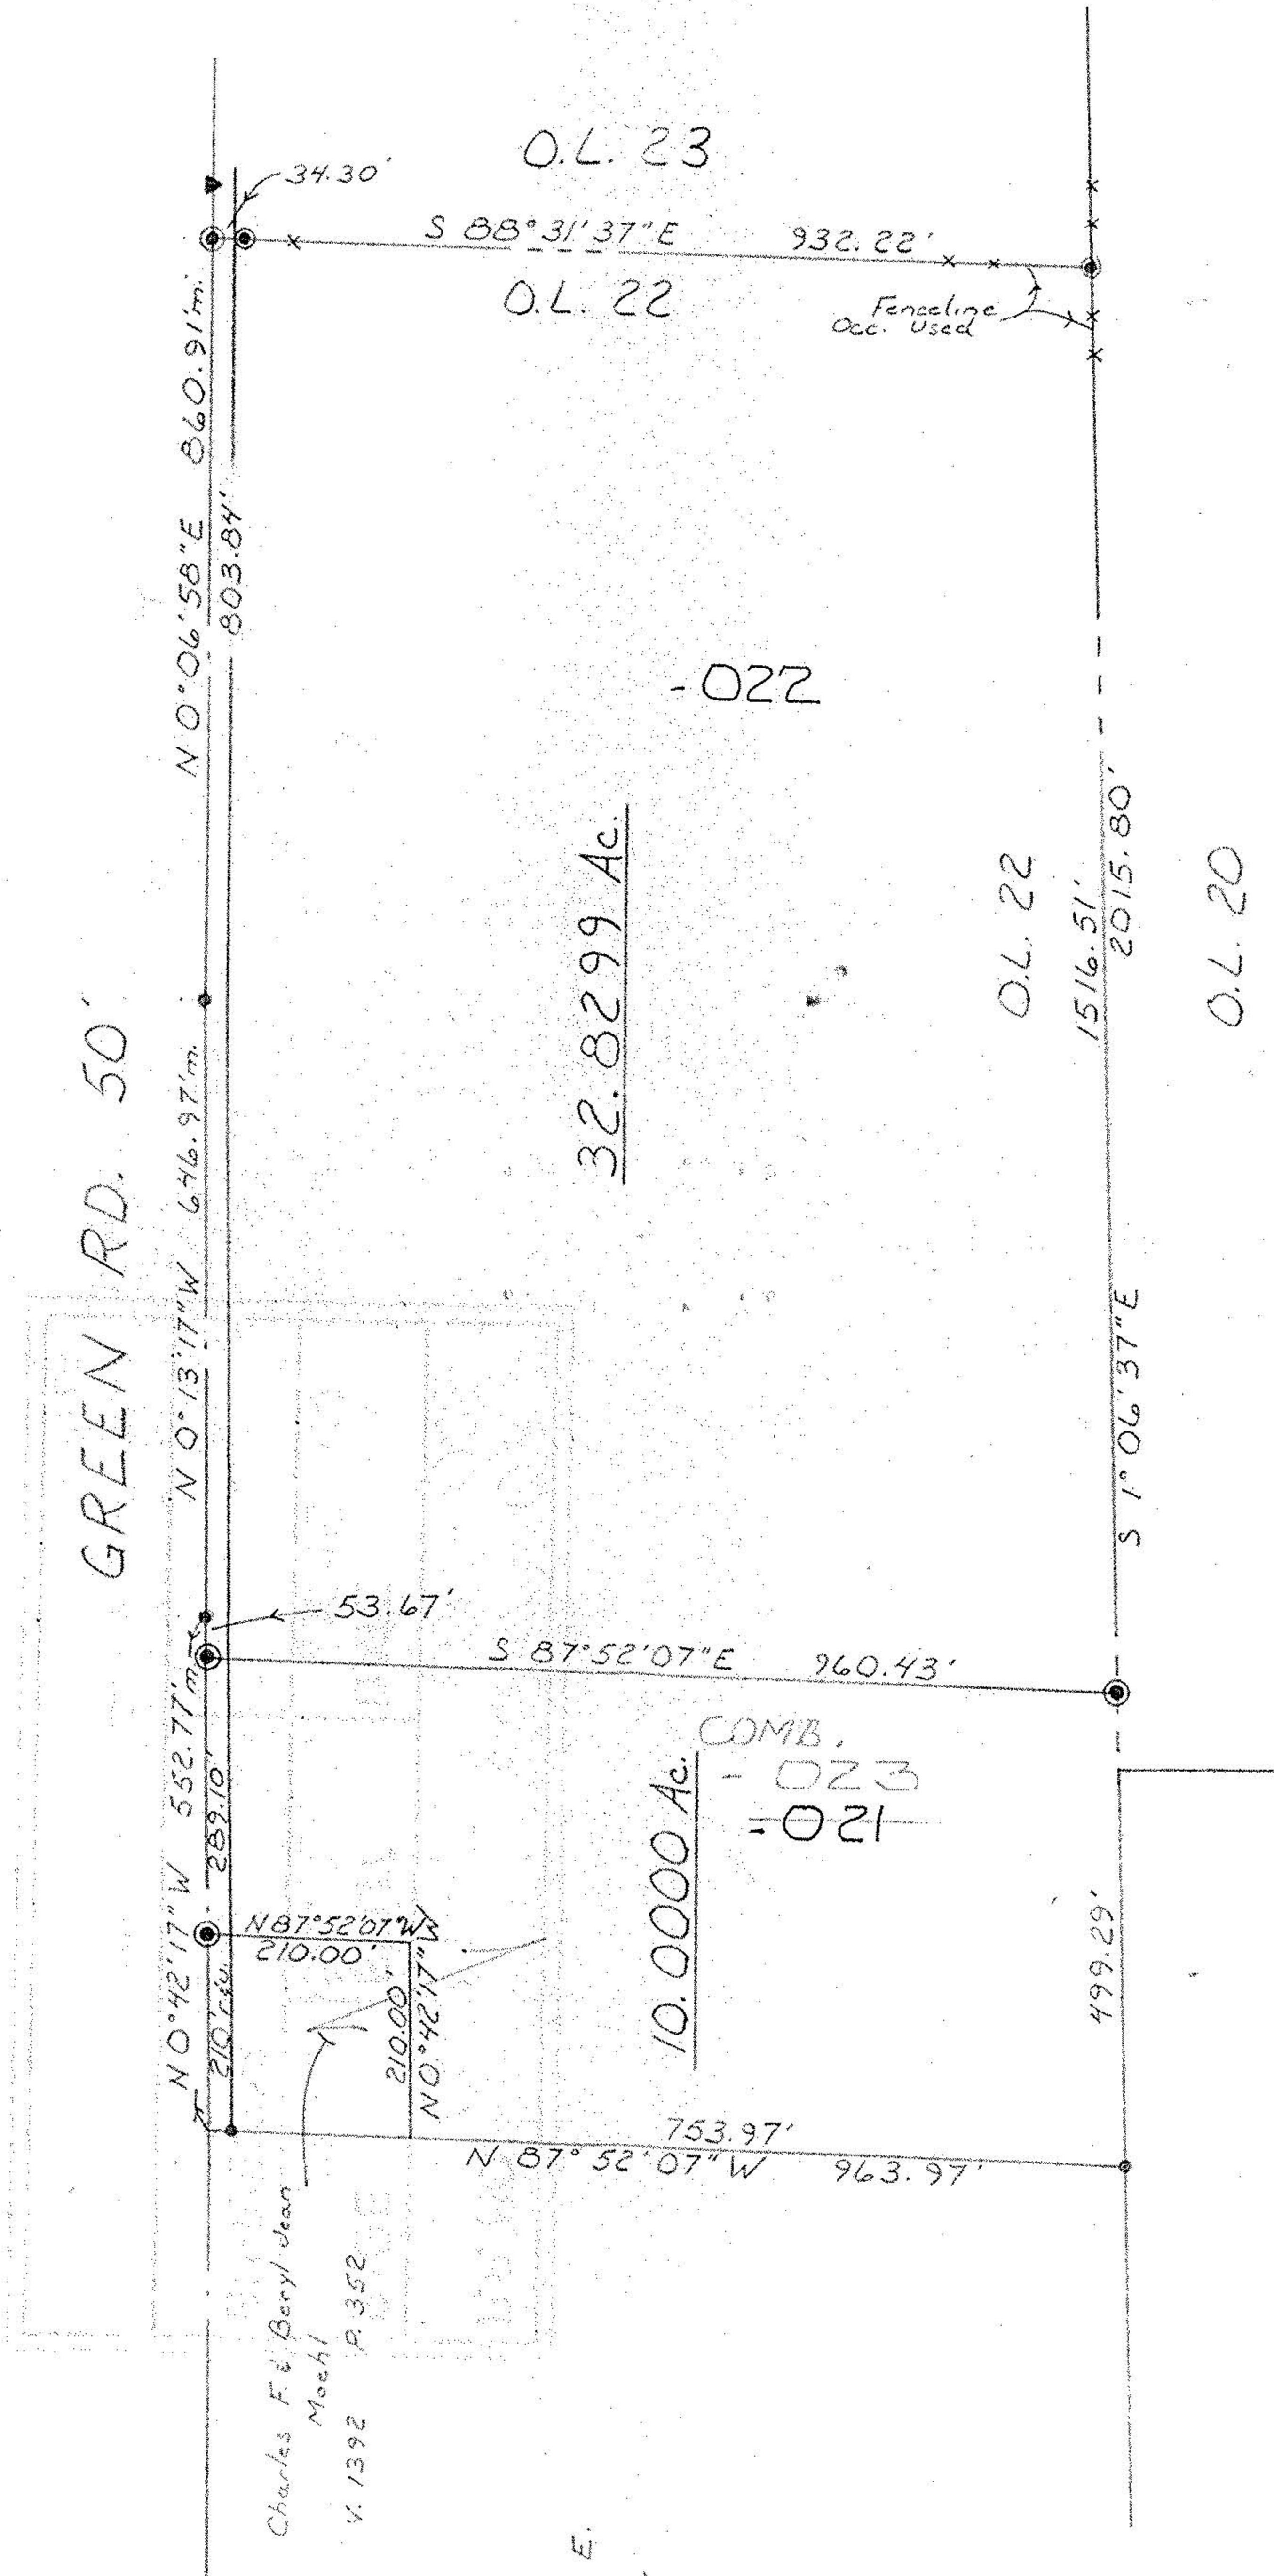 O.L. 23
34.30'
S 88°31'37"E 932.22'
O.L. 22
Fenceline
Occ. Used
N 0°06'58"E 860.91'm.
803.84'
-022
32.8299 Ac.
O.L. 22
1516.51'
2015.80'
O.L. 20
GREEN RD. 50'
N 0°13'17"W 646.97'm.
S 1°06'37"E
53.67'
S 87°52'07"E 960.43'
COMB.
- 023
-021
10.0000 Ac.
N 0°42'17"W 552.77'm.
289.10'
N 87°52'07"W
210.00'
210.00'
N 0°42'17"W
499.29'
753.97'
N 87°52'07"W 963.97'
Charles F. & Beryl Jean
Moehl
V. 1392 P. 352
E.